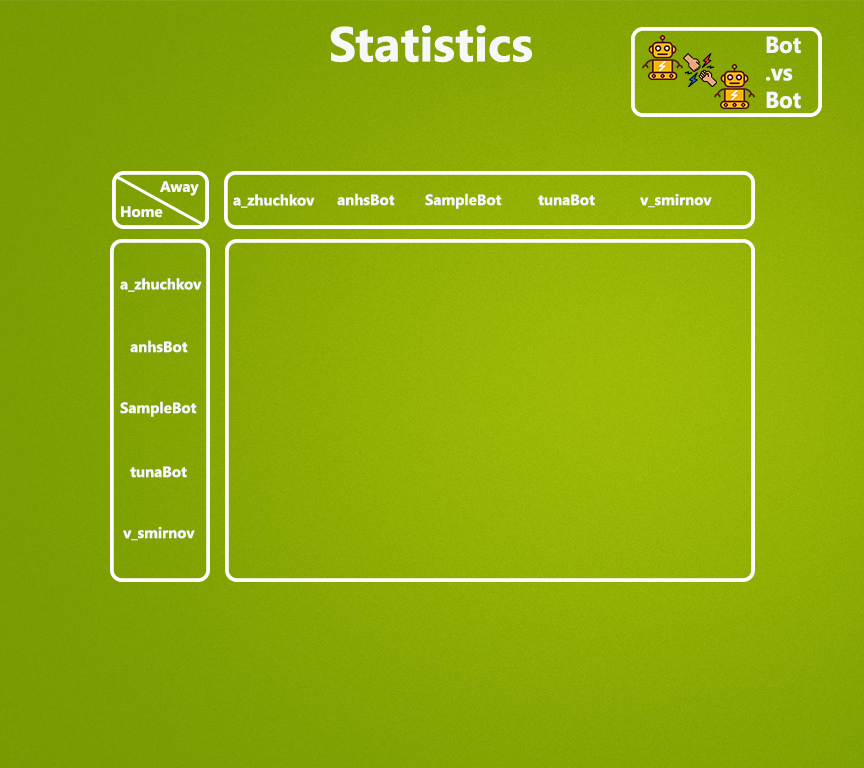 Statistics
Bot
.vs
Bot
Away
Home
a_zhuchkov anhsBot SampleBot tunaBot v_smirnov
a_zhuchkov
anhsBot
SampleBot
tunaBot
v_smirnov